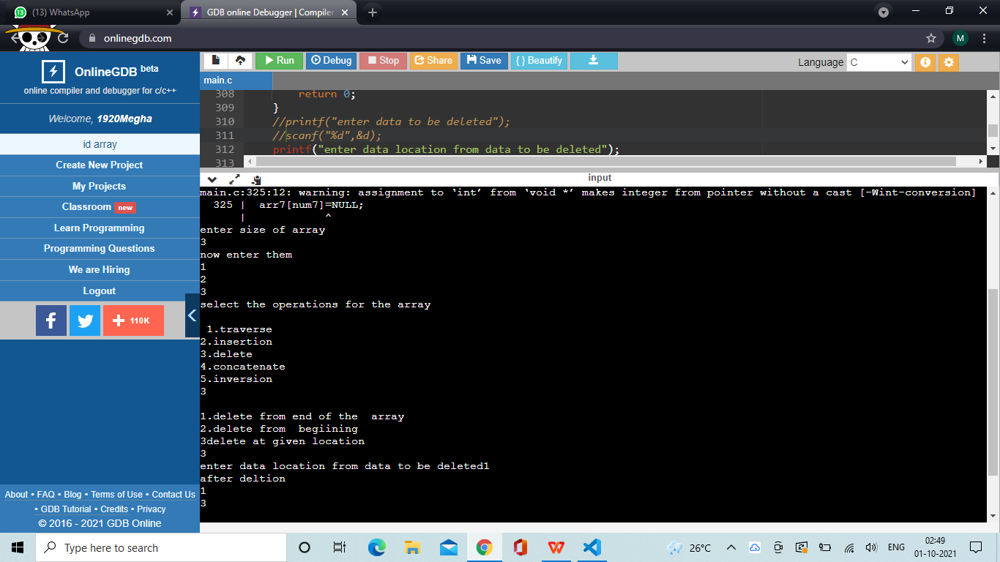 13 (13) WhatsApp
GDB online Debugger | Compiler
onlinegdb.com
M
OnlineGDB beta
online compiler and debugger for c/c++
Welcome, 1920Megha
id array
Create New Project
My Projects
Classroom new
Learn Programming
Programming Questions
We are Hiring
Logout
110K
About • FAQ • Blog • Terms of Use • Contact Us
• GDB Tutorial • Credits • Privacy
© 2016 - 2021 GDB Online
Run Debug Stop Share Save { } Beautify
Language C
main.c
308 return 0;
309 }
310 //printf("enter data to be deleted");
311 //scanf("%d",&d);
312 printf("enter data location from data to be deleted");
313
input
main.c:325:12: warning: assignment to ‘int’ from ‘void *’ makes integer from pointer without a cast [-Wint-conversion]
325 | arr7[num7]=NULL;
| ^
enter size of array
3
now enter them
1
2
3
select the operations for the array
1.traverse
2.insertion
3.delete
4.concatenate
5.inversion
3
1.delete from end of the  array
2.delete from  begiining
3delete at given location
3
enter data location from data to be deleted1
after deltion
1
3
Type here to search
26°C
ENG
02:49
01-10-2021